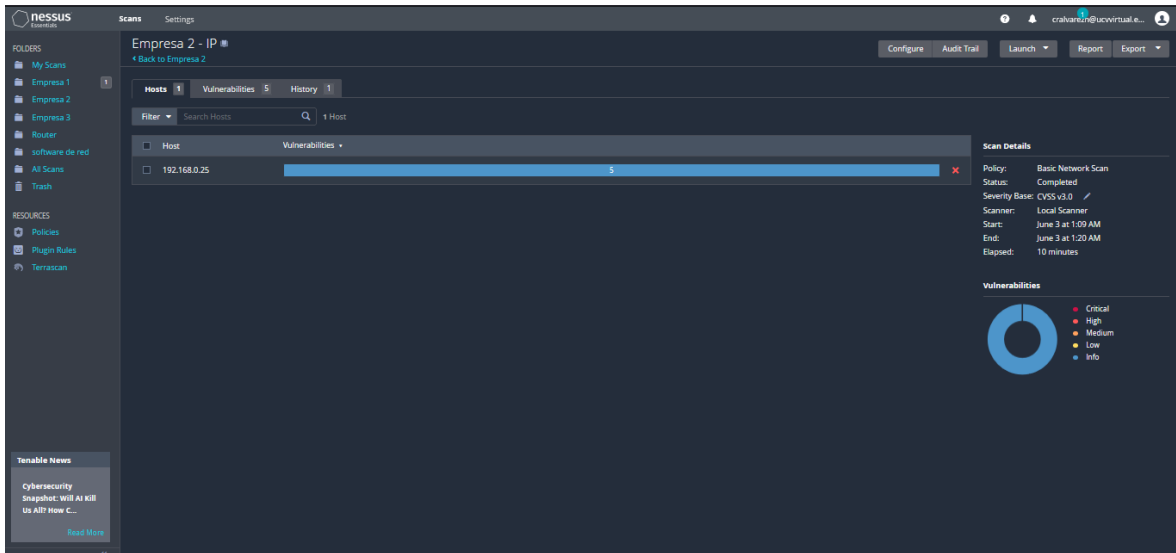 nessus
Essentials
Scans
Settings
1
cralvarezn@ucvvirtual.e...
FOLDERS
My Scans
Empresa 1
1
Empresa 2
Empresa 3
Router
software de red
All Scans
Trash
RESOURCES
Policies
Plugin Rules
Terrascan
Tenable News
Cybersecurity
Snapshot: Will AI Kill
Us All? How C...
Read More
Empresa 2 - IP
Back to Empresa 2
Configure
Audit Trail
Launch
Report
Export
Hosts 1
Vulnerabilities 5
History 1
Filter
Search Hosts
1 Host
Host
Vulnerabilities
192.168.0.25
5
Scan Details
Policy: Basic Network Scan
Status: Completed
Severity Base: CVSS v3.0
Scanner: Local Scanner
Start: June 3 at 1:09 AM
End: June 3 at 1:20 AM
Elapsed: 10 minutes
Vulnerabilities
Critical
High
Medium
Low
Info